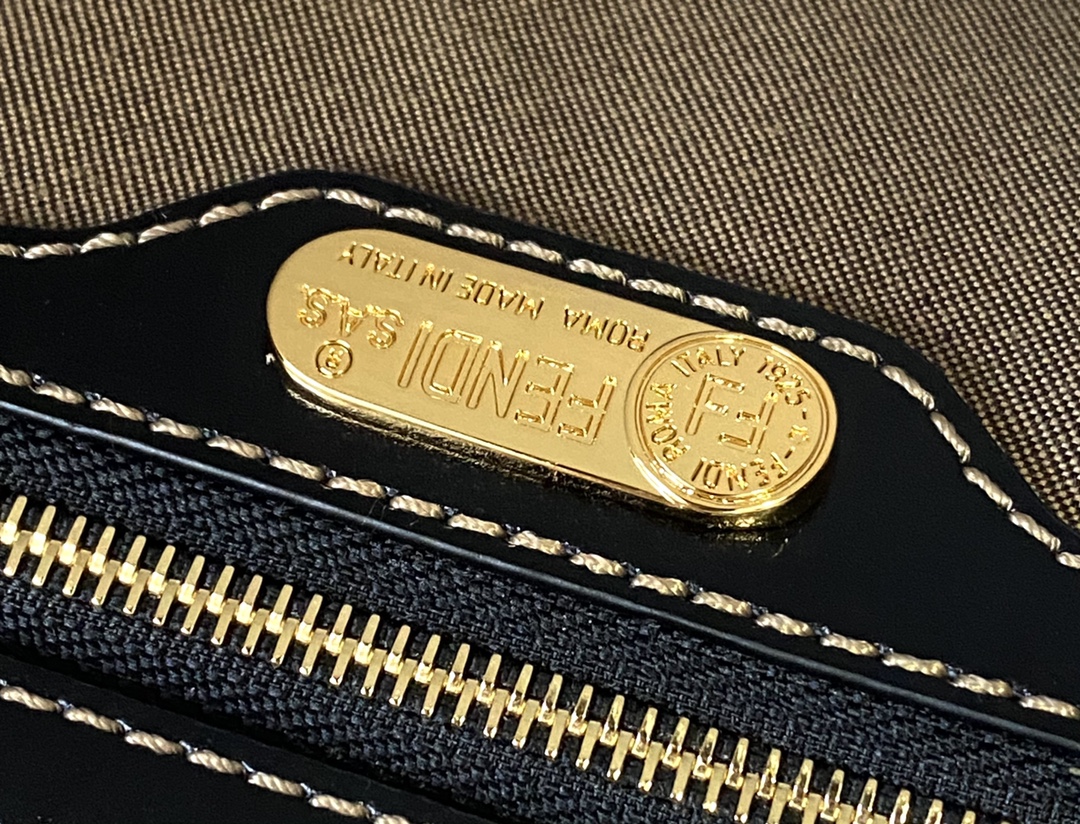 FENDI ROMA ITALY 1925
FF
FENDI S.A.S. ®
ROMA MADE IN ITALY